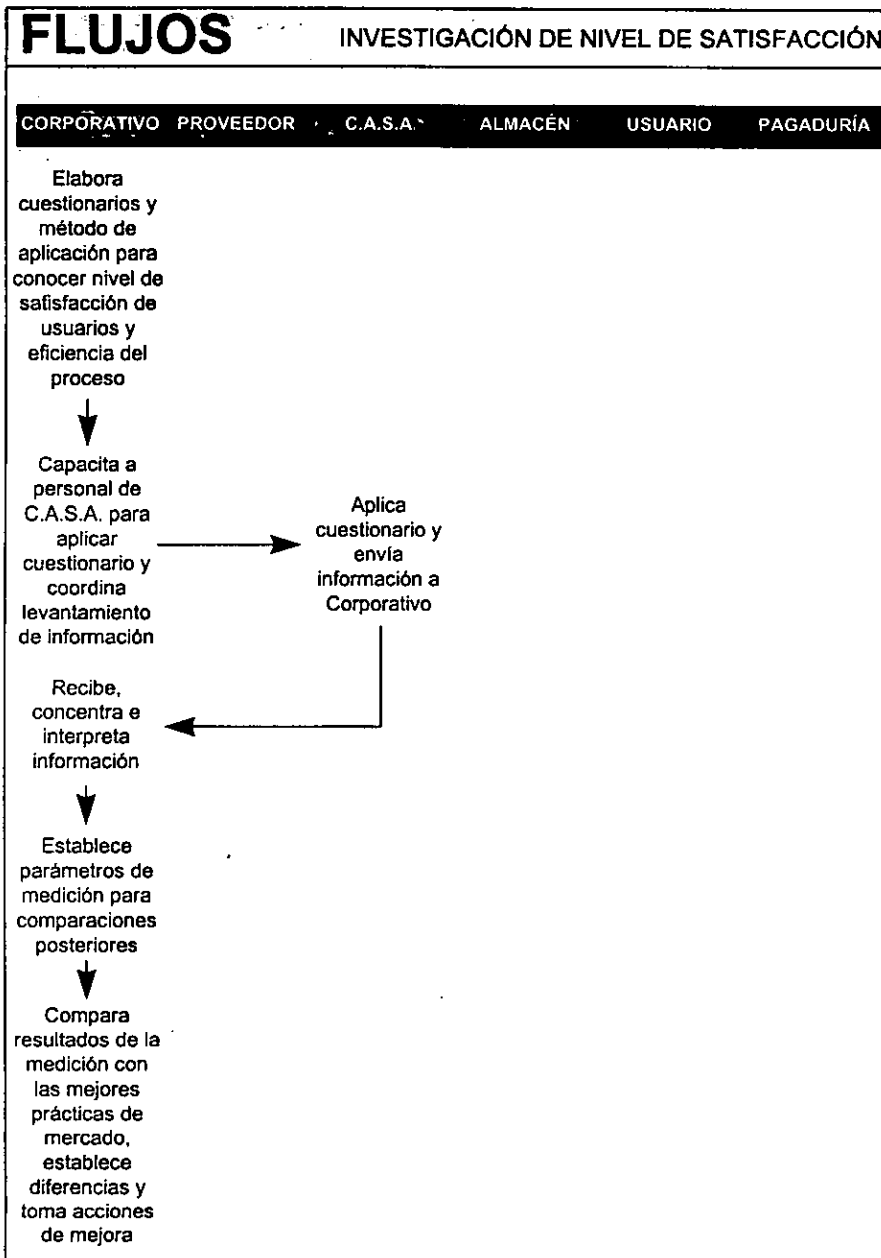 FLUJOS
INVESTIGACIÓN DE NIVEL DE SATISFACCIÓN
CORPORATIVO PROVEEDOR C.A.S.A. ALMACÉN USUARIO PAGADURÍA
Elabora
cuestionarios y
método de
aplicación para
conocer nivel de
satisfacción de
usuarios y
eficiencia del
proceso
Capacita a
personal de
C.A.S.A. para
aplicar
cuestionario y
coordina
levantamiento
de información
Aplica
cuestionario y
envía
información a
Corporativo
Recibe,
concentra e
interpreta
información
Establece
parámetros de
medición para
comparaciones
posteriores
Compara
resultados de la
medición con
las mejores
prácticas de
mercado,
establece
diferencias y
toma acciones
de mejora